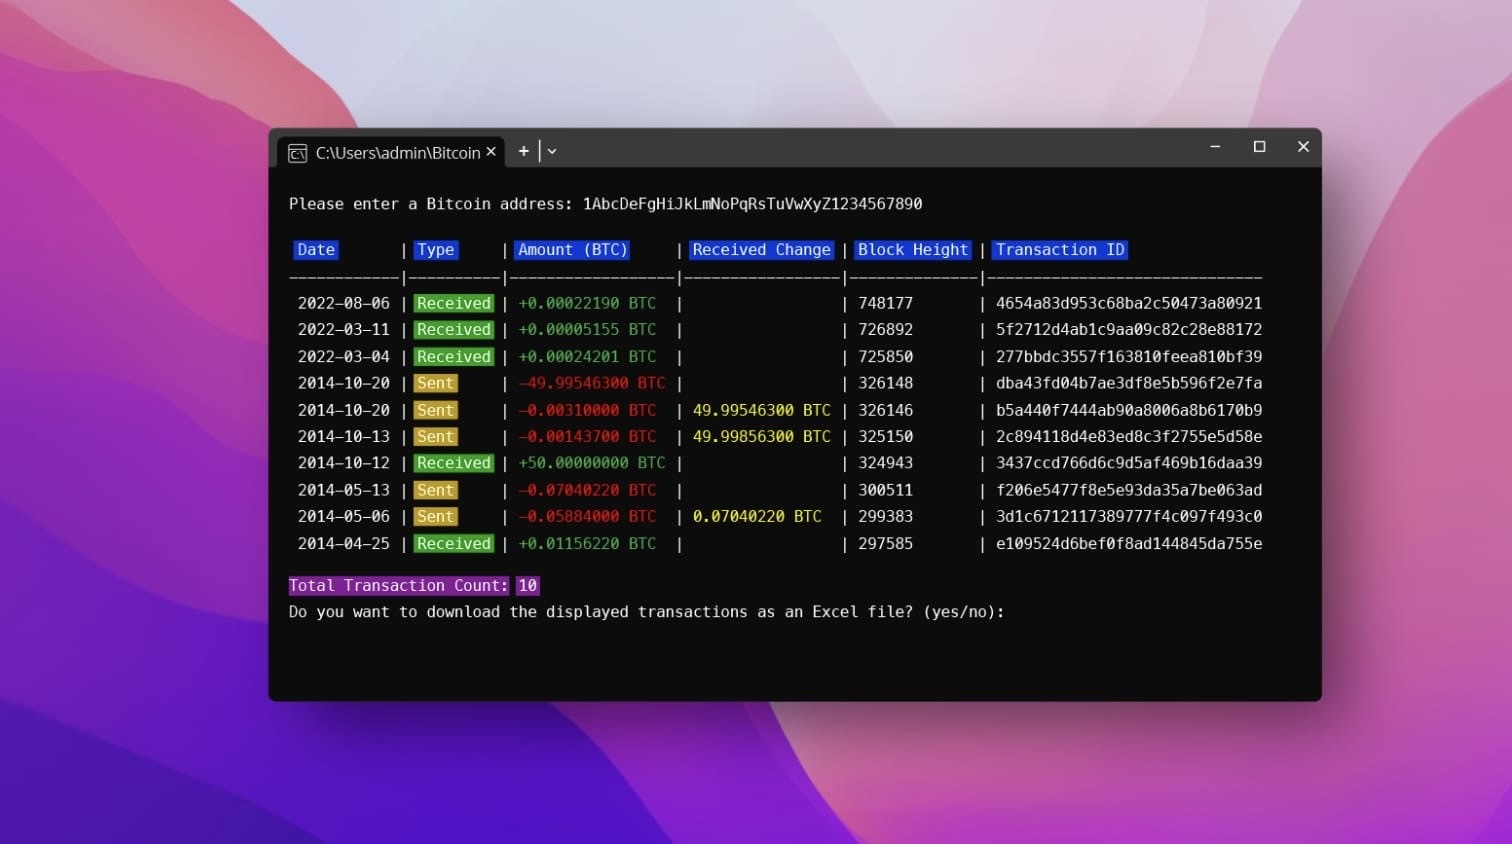 C:\Users\admin\Bitcoin
Please enter a Bitcoin address: 1AbcDeFgHiJkLmNoPqRsTuVwXyZ1234567890
Date | Type | Amount (BTC) | Received Change | Block Height | Transaction ID
2022-08-06 | Received | +0.00022190 BTC | | 748177 | 4654a83d953c68ba2c50473a80921
2022-03-11 | Received | +0.00005155 BTC | | 726892 | 5f2712d4ab1c9aa09c82c28e88172
2022-03-04 | Received | +0.00024201 BTC | | 725850 | 277bbdc3557f163810feea810bf39
2014-10-20 | Sent | -49.99546300 BTC | | 326148 | dba43fd04b7ae3df8e5b596f2e7fa
2014-10-20 | Sent | -0.00310000 BTC | 49.99546300 BTC | 326146 | b5a440f7444ab90a8006a8b6170b9
2014-10-13 | Sent | -0.00143700 BTC | 49.99856300 BTC | 325150 | 2c894118d4e83ed8c3f2755e5d58e
2014-10-12 | Received | +50.00000000 BTC | | 324943 | 3437ccd766d6c9d5af469b16daa39
2014-05-13 | Sent | -0.07040220 BTC | | 300511 | f206e5477f8e5e93da35a7be063ad
2014-05-06 | Sent | -0.05884000 BTC | 0.07040220 BTC | 299383 | 3d1c6712117389777f4c097f493c0
2014-04-25 | Received | +0.01156220 BTC | | 297585 | e109524d6bef0f8ad144845da755e
Total Transaction Count: 10
Do you want to download the displayed transactions as an Excel file? (yes/no):